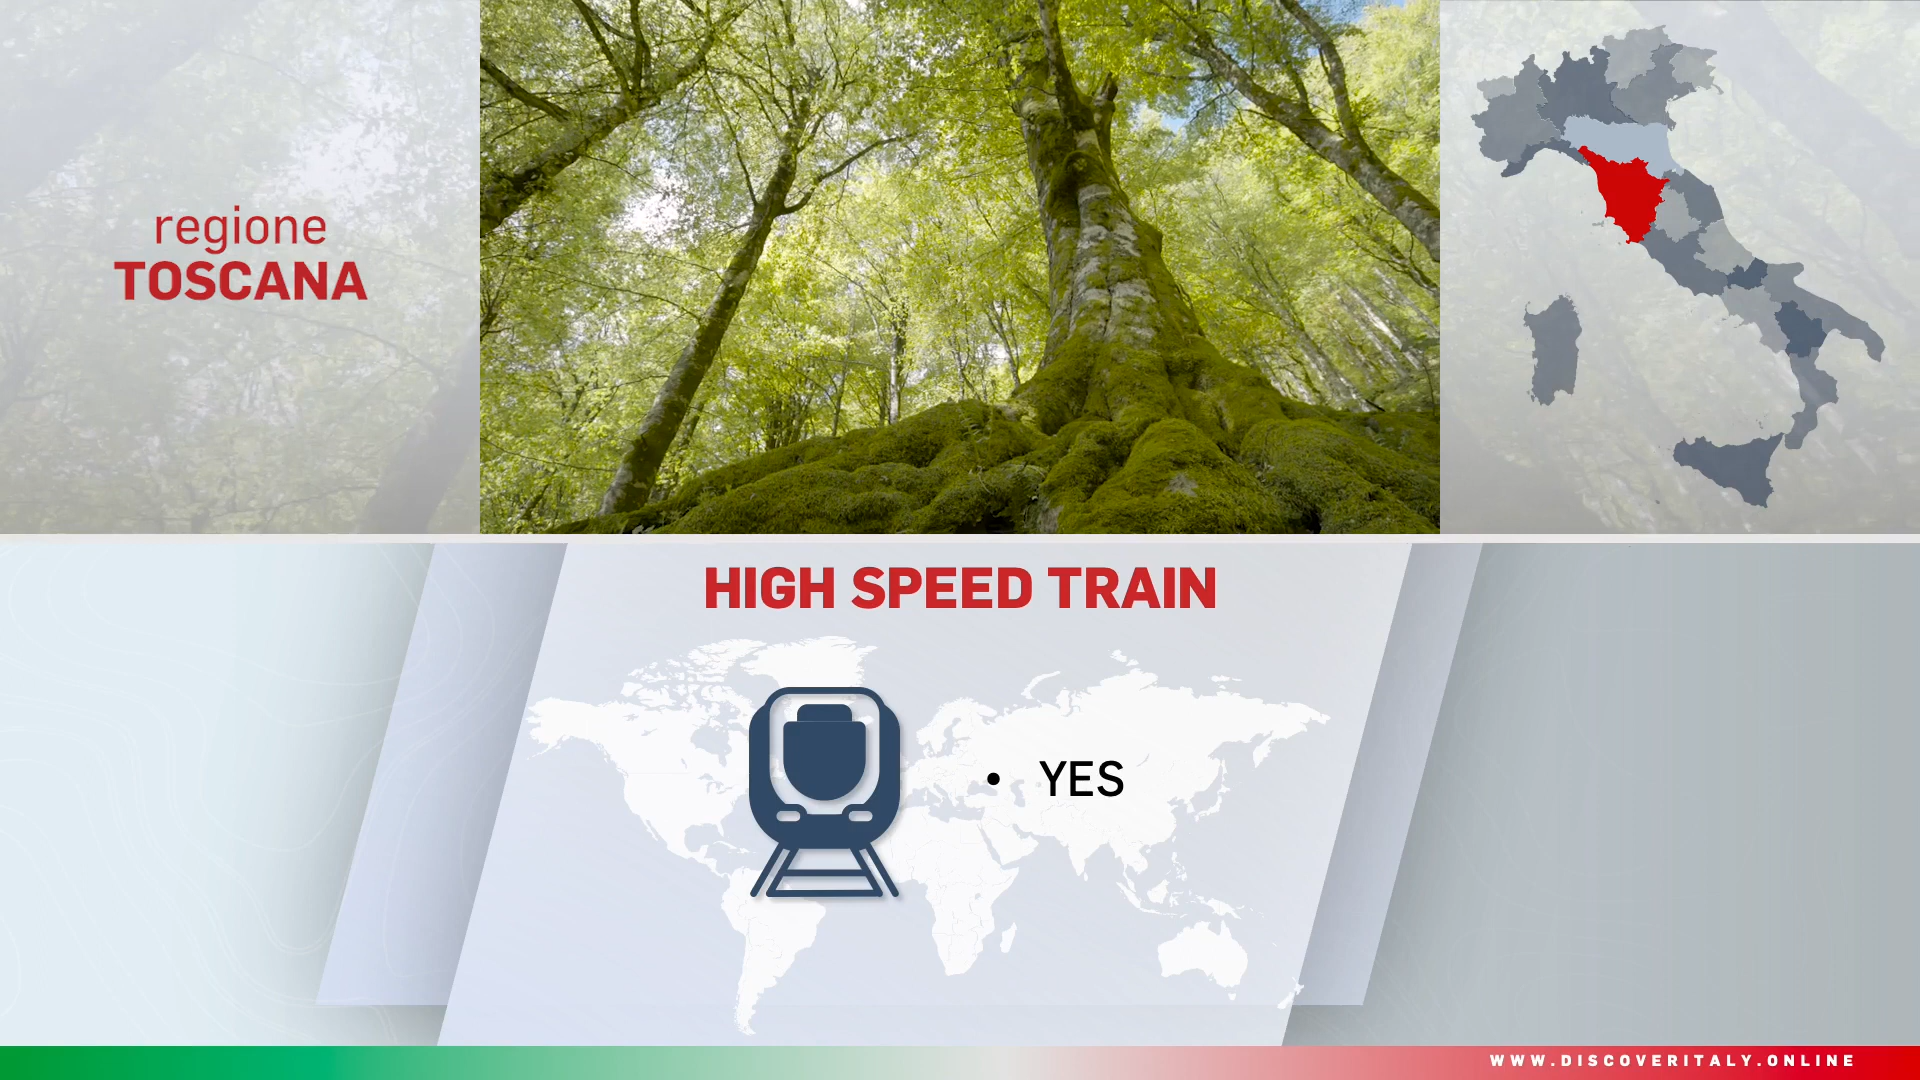 regione
TOSCANA
HIGH SPEED TRAIN
• YES
WWW.DISCOVERITALY.ONLINE